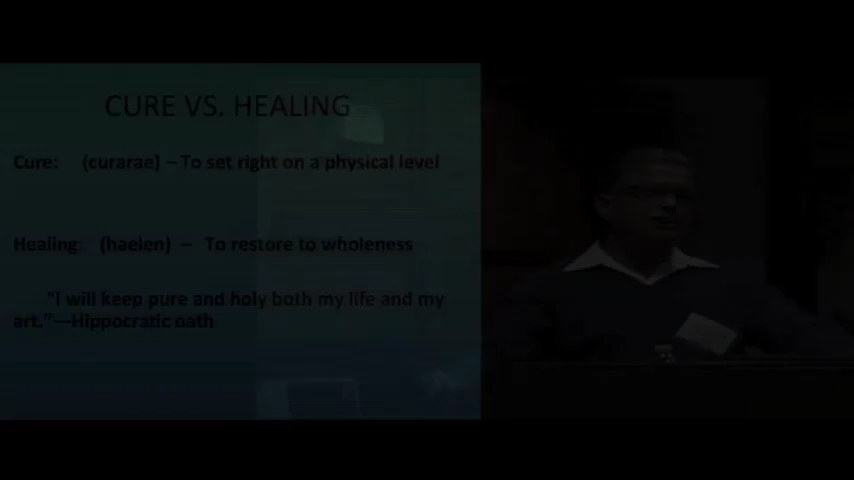 CURE VS. HEALING
Cure: (curarae) – To set right on a physical level
Healing: (haelen) – To restore to wholeness
"I will keep pure and holy both my life and my
art."—Hippocratic oath